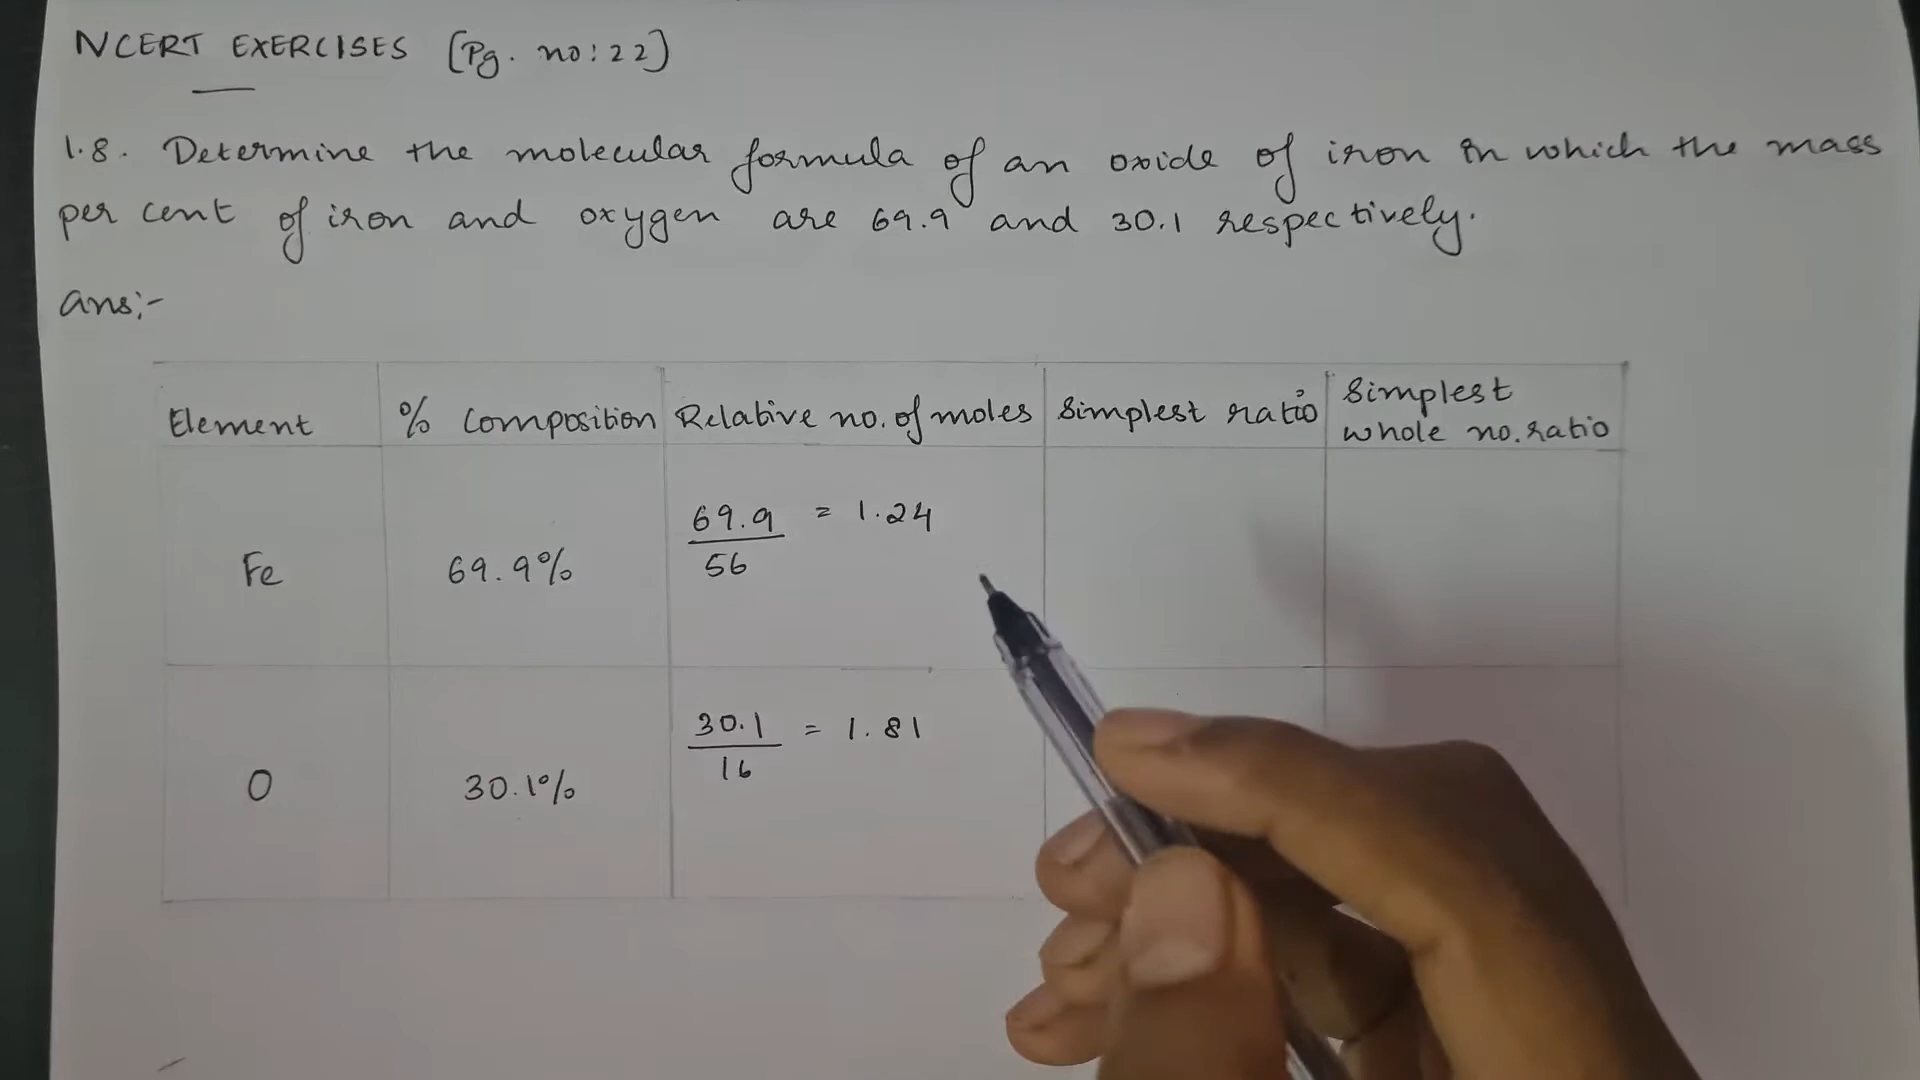 NCERT EXERCISES [Pg. no: 22]
1.8. Determine the molecular formula of an oxide of iron in which the mass
per cent of iron and oxygen are 69.9 and 30.1 respectively.
ans:-
Element % Composition Relative no. of moles Simplest ratio Simplest whole no. ratio
Fe 69.9% 69.9/56 = 1.24
O 30.1% 30.1/16 = 1.81